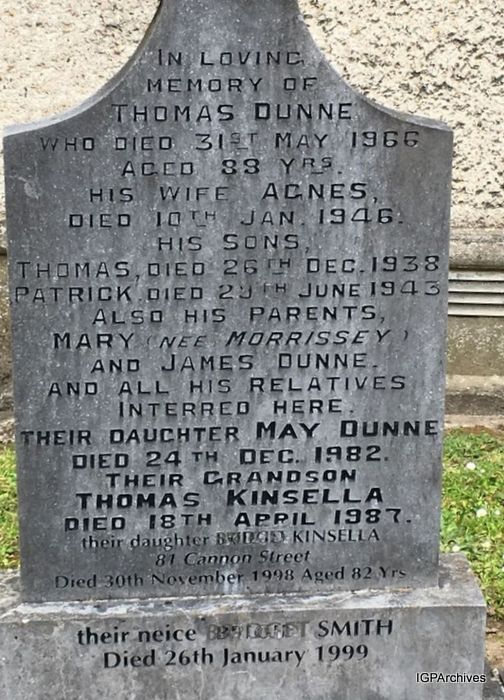 IN LOVING
MEMORY OF
THOMAS DUNNE
WHO DIED 31ST MAY 1966
AGED 88 YRS.
HIS WIFE AGNES,
DIED 10TH JAN. 1946.
HIS SONS,
THOMAS, DIED 26TH DEC. 1938
PATRICK, DIED 29TH JUNE 1943
ALSO HIS PARENTS,
MARY (NEE MORRISSEY)
AND JAMES DUNNE.
AND ALL HIS RELATIVES
INTERRED HERE.
THEIR DAUGHTER MAY DUNNE
DIED 24TH DEC. 1982.
THEIR GRANDSON
THOMAS KINSELLA
DIED 18TH APRIL 1987.
their daughter KINSELLA
81 Cannon Street
Died 30th November 1998 Aged 82 Yrs
their neice SMITH
Died 26th January 1999
IGPArchives